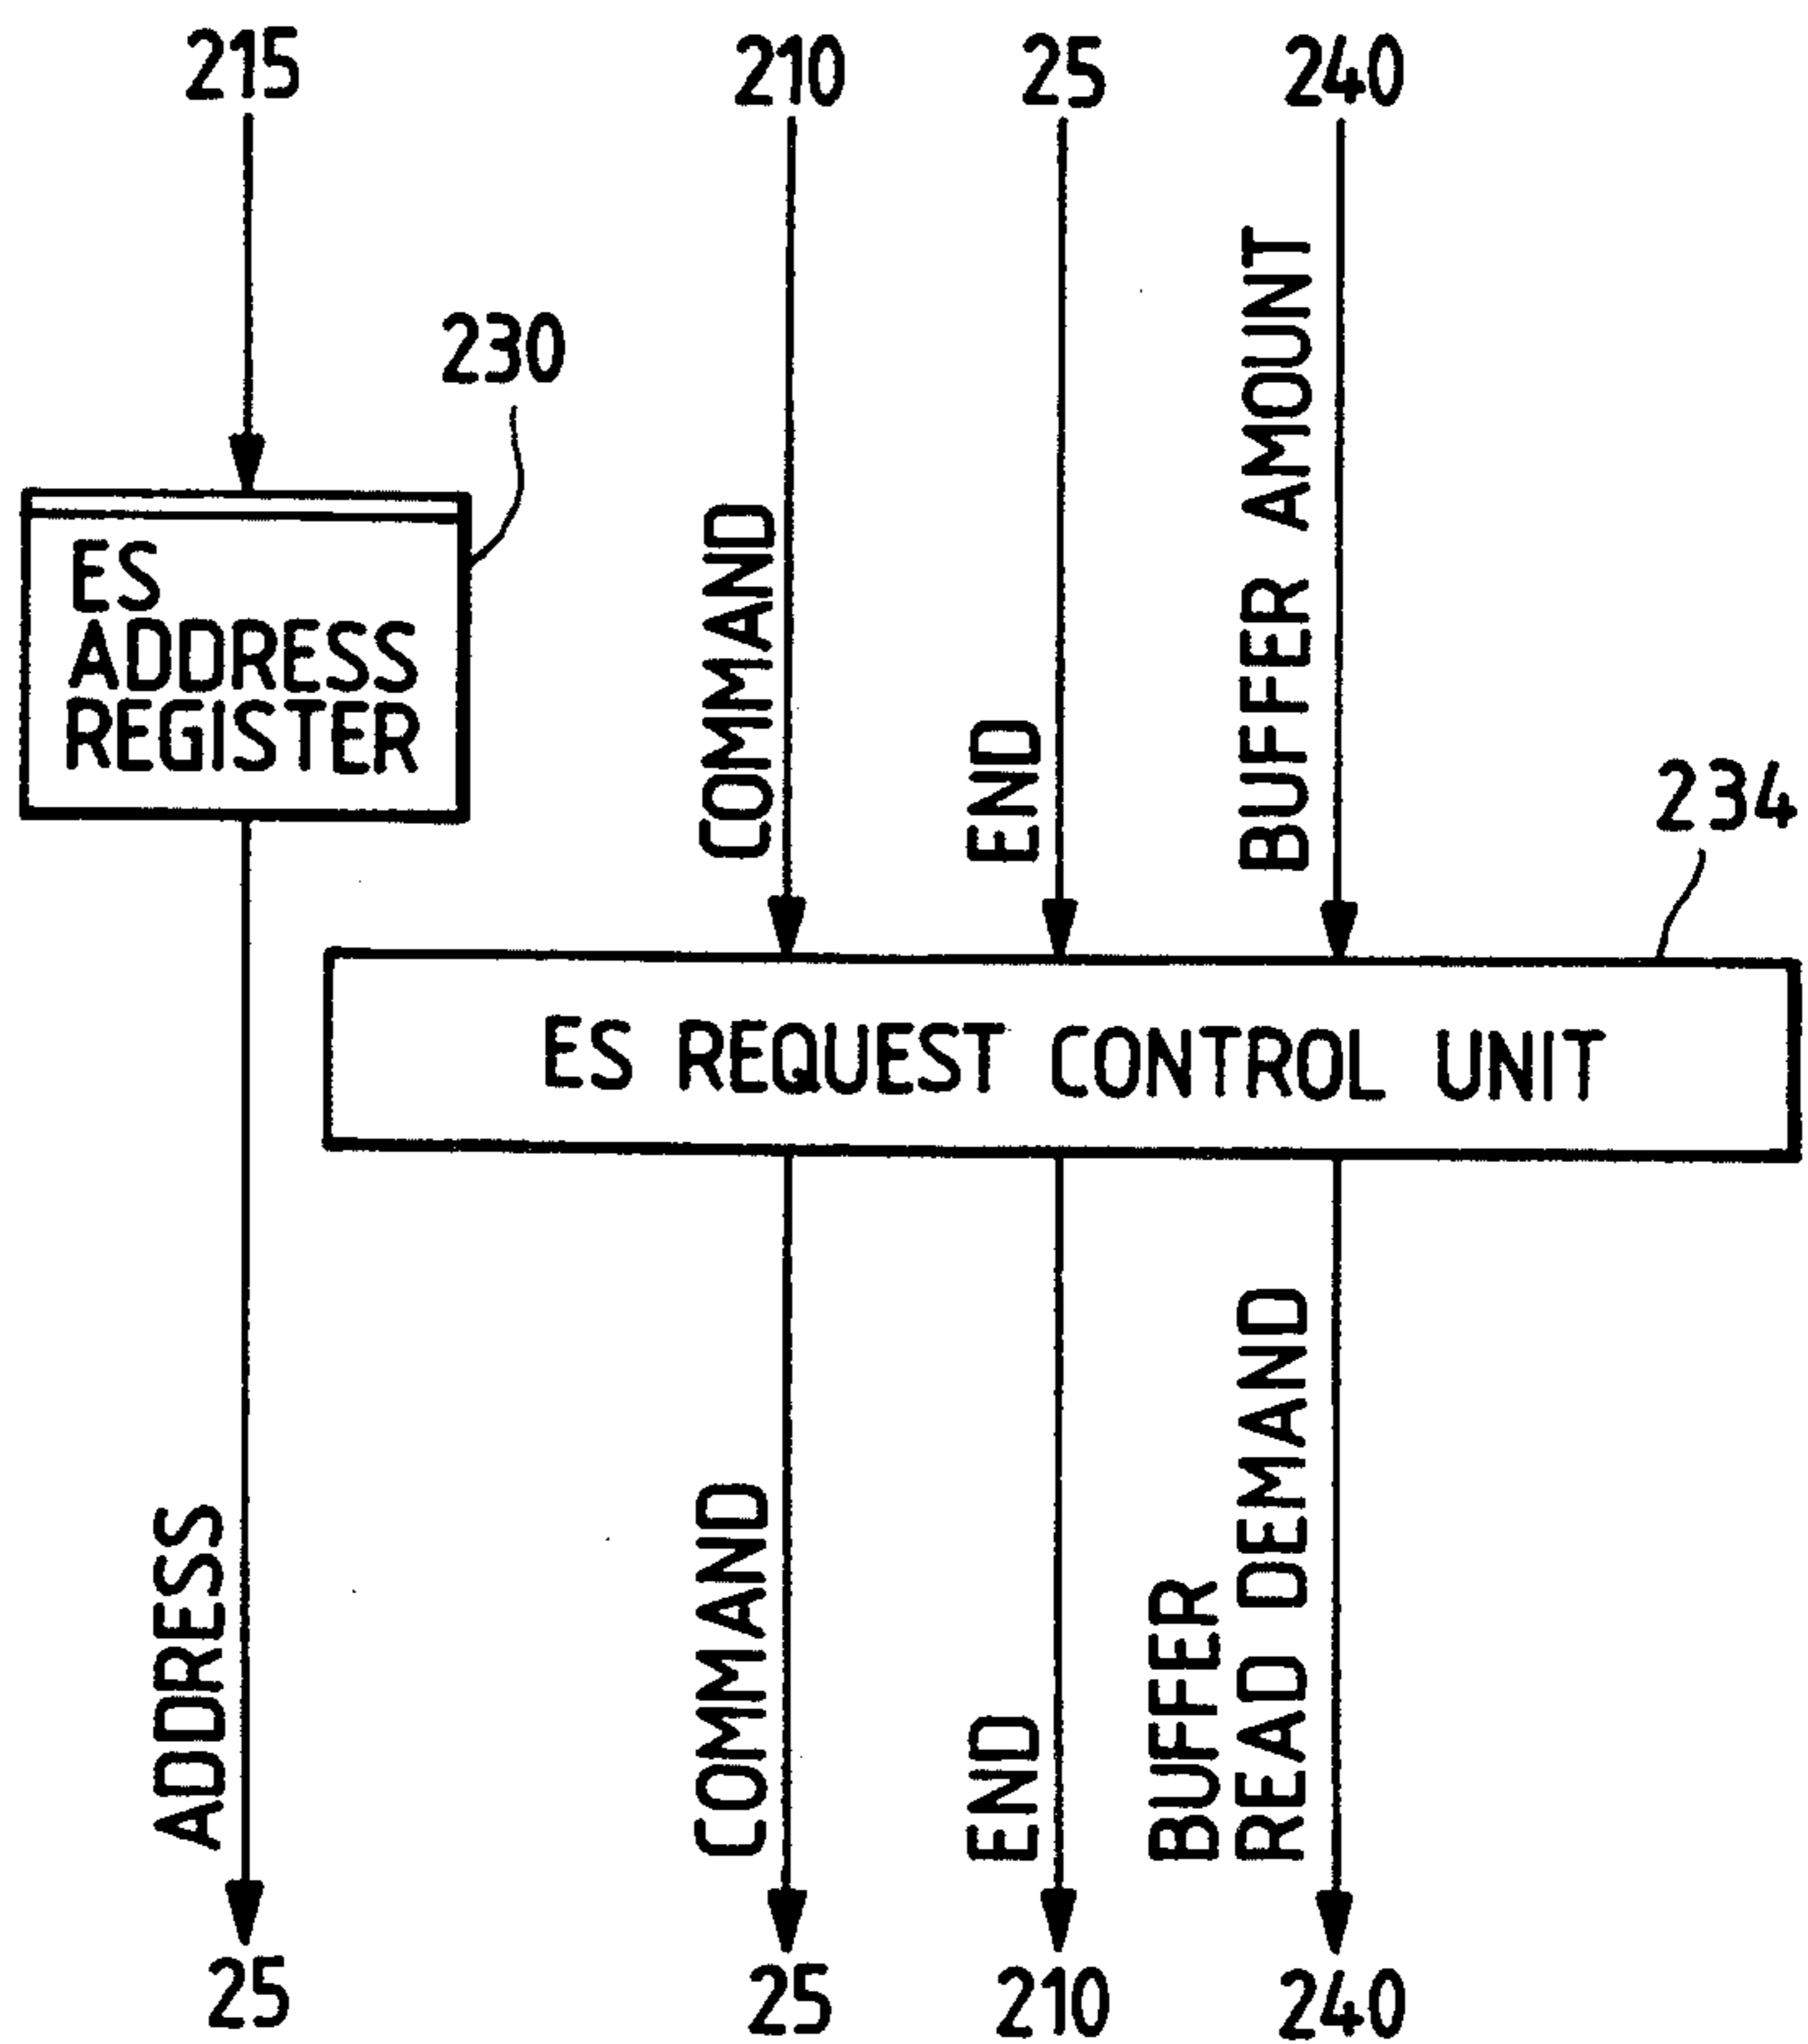 215
210
25
240
230
ES
ADDRESS
REGISTER
COMMAND
END
BUFFER AMOUNT
234
ES REQUEST CONTROL UNIT
ADDRESS
COMMAND
END
BUFFER
READ DEMAND
25
25
210
240